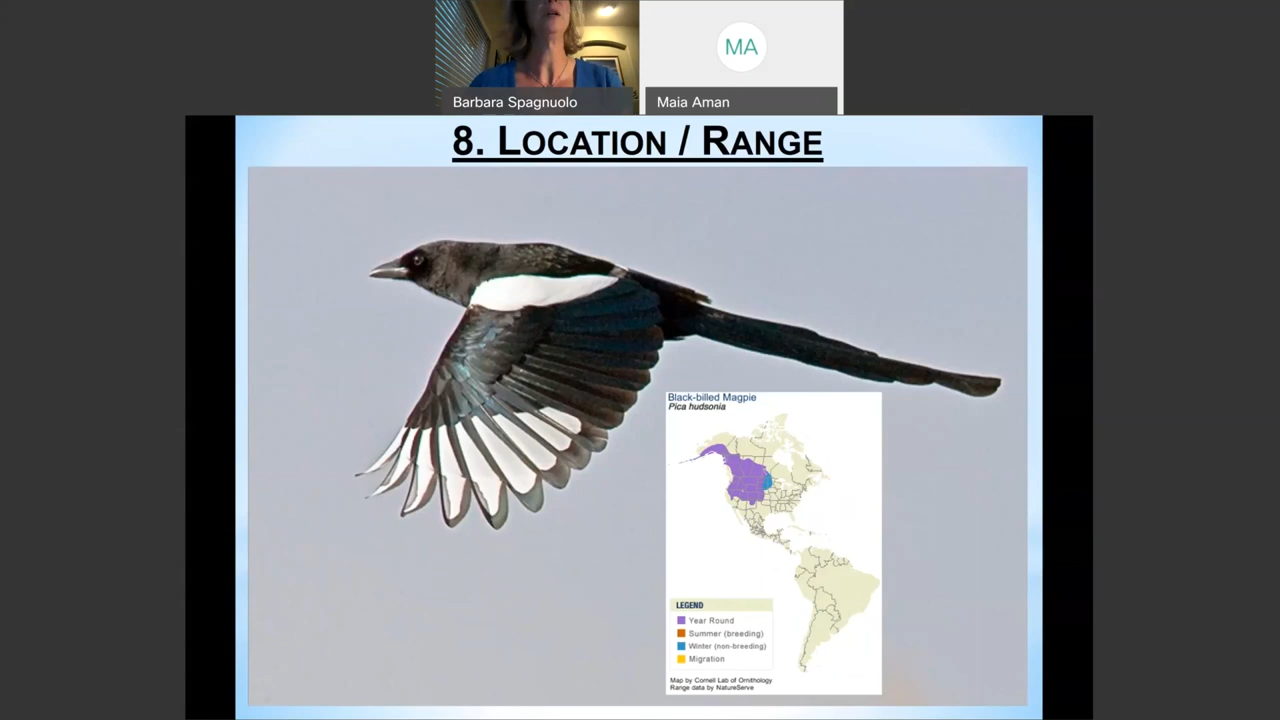 MA
Barbara Spagnuolo
Maia Aman
8. LOCATION / RANGE
Black-billed Magpie
Pica hudsonia
LEGEND
Year Round
Summer (breeding)
Winter (non-breeding)
Migration
Map by Cornell Lab of Ornithology
Range data by NatureServe